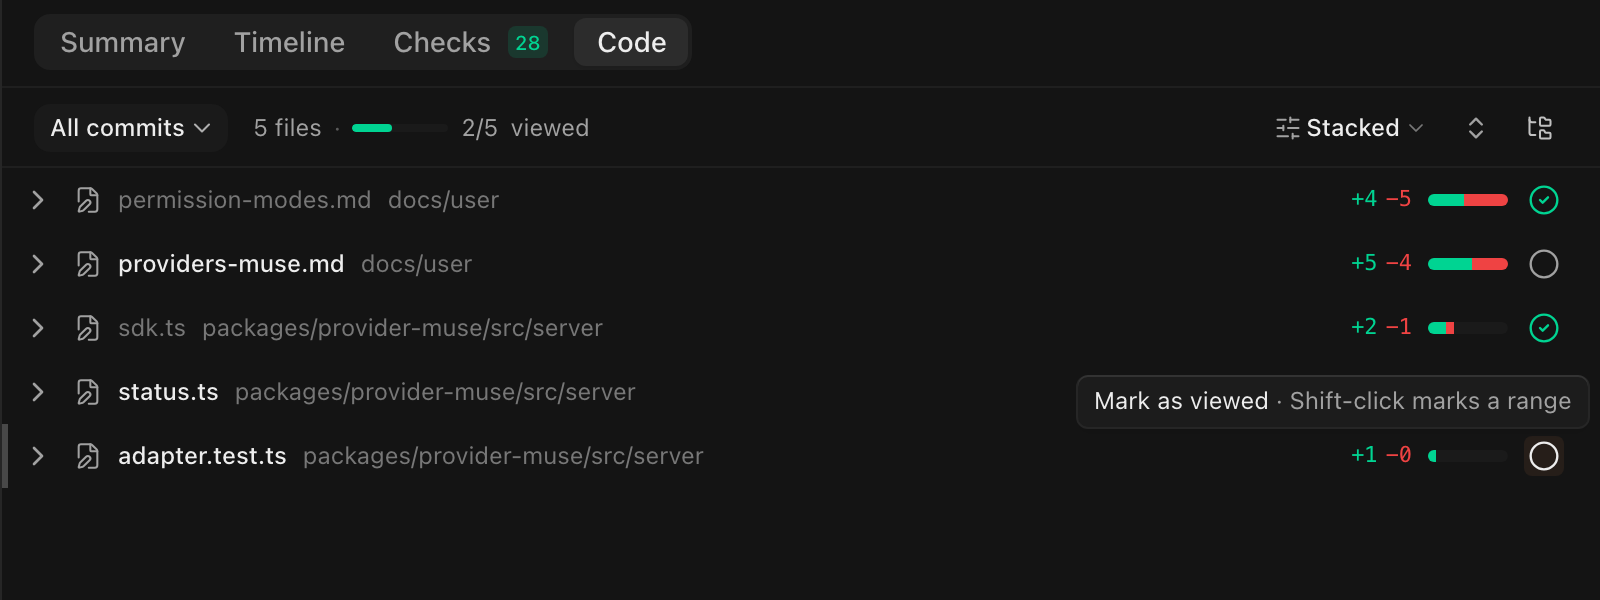 Summary Timeline Checks 28 Code
All commits 5 files · 2/5 viewed Stacked
permission-modes.md docs/user +4 −5
providers-muse.md docs/user +5 −4
sdk.ts packages/provider-muse/src/server +2 −1
status.ts packages/provider-muse/src/server
Mark as viewed · Shift-click marks a range
adapter.test.ts packages/provider-muse/src/server +1 −0